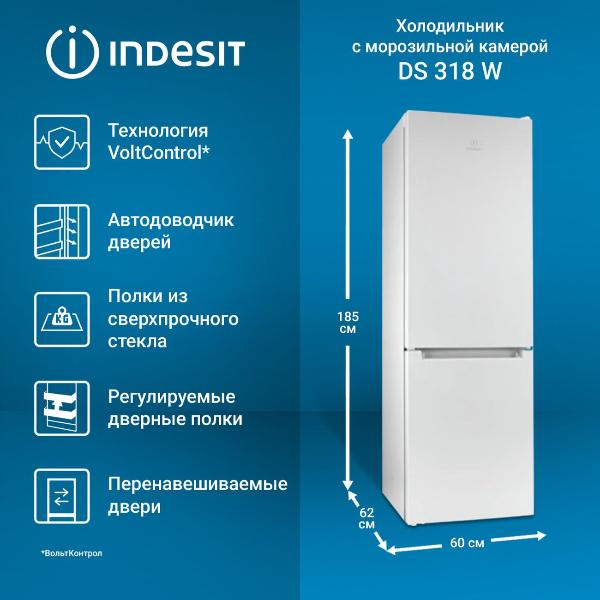 INDESIT
Технология
VoltControl*
Автодоводчик
дверей
KG
Полки из
сверхпрочного
стекла
Регулируемые
дверные полки
Перенавешиваемые
двери
*ВольтКонтрол
Холодильник
с морозильной камерой
DS 318 W
185
см
62
см
60 см